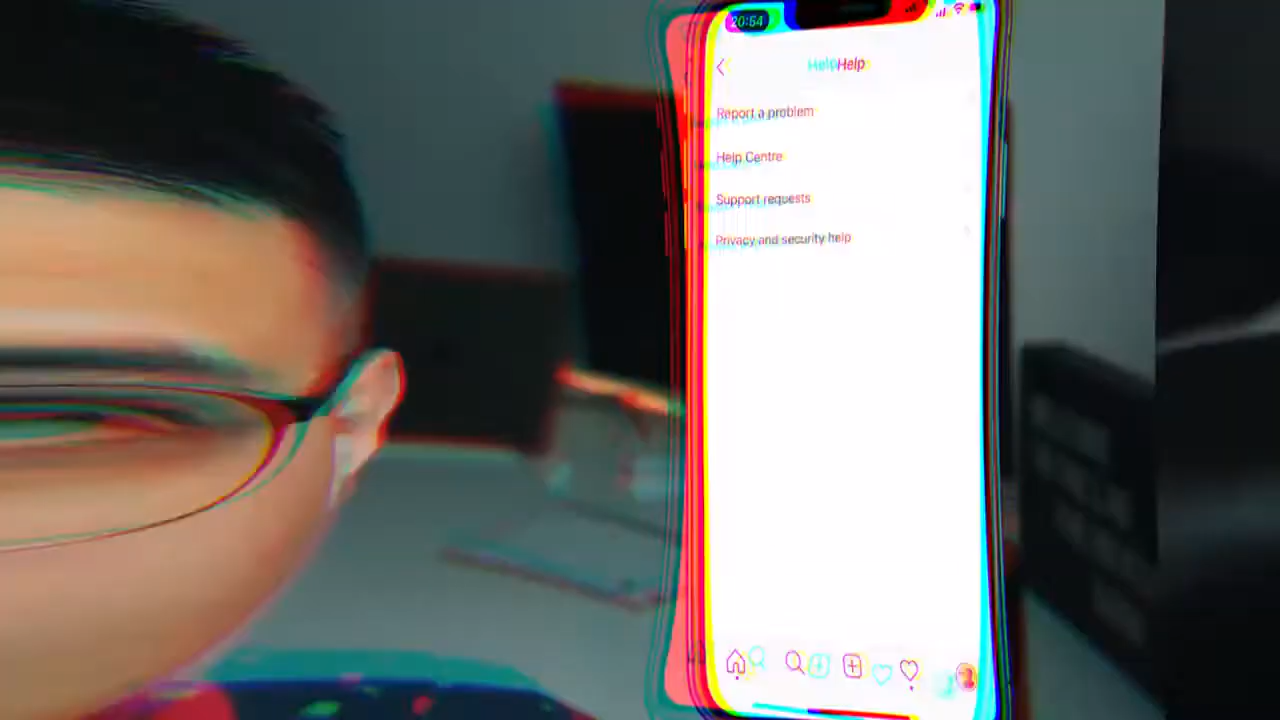 20:54
Help
Report a problem
Help Centre
Support requests
Privacy and security help